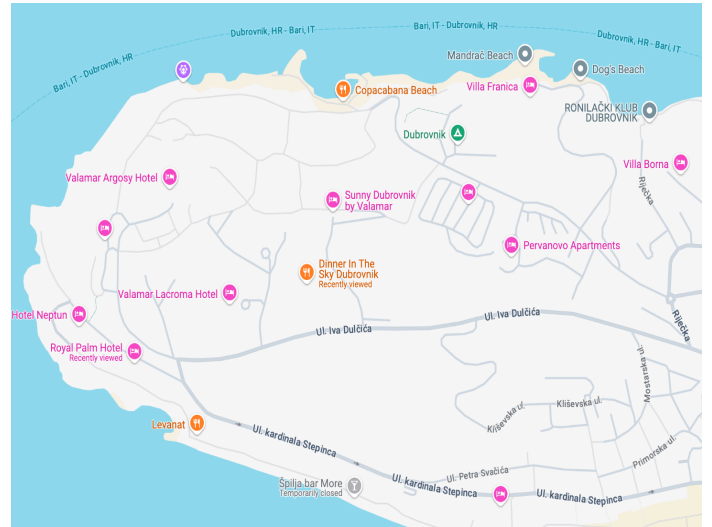 Bari, IT - Dubrovnik, HR
Dubrovnik, HR - Bari, IT
Bari, IT - Dubrovnik, HR
Dubrovnik, HR - Bari, IT
Mandrač Beach
Dog's Beach
Copacabana Beach
Villa Franica
RONILAČKI KLUB
DUBROVNIK
Dubrovnik
Villa Borna
Valamar Argosy Hotel
Sunny Dubrovnik
by Valamar
Riječka
Pervanovo Apartments
Dinner In The
Sky Dubrovnik
Recently viewed
Valamar Lacroma Hotel
Hotel Neptun
Ul. Iva Dulčića
Ul. Iva Dulčića
Riječka
Royal Palm Hotel
Recently viewed
Mostarska ul.
Kliševska ul.
Kliševska ul.
Levanat
Ul. kardinala Stepinca
Primorska ul.
Ul. Petra Svačića
Špilja bar More
Temporarily closed
Ul. kardinala Stepinca
Ul. kardinala Stepinca